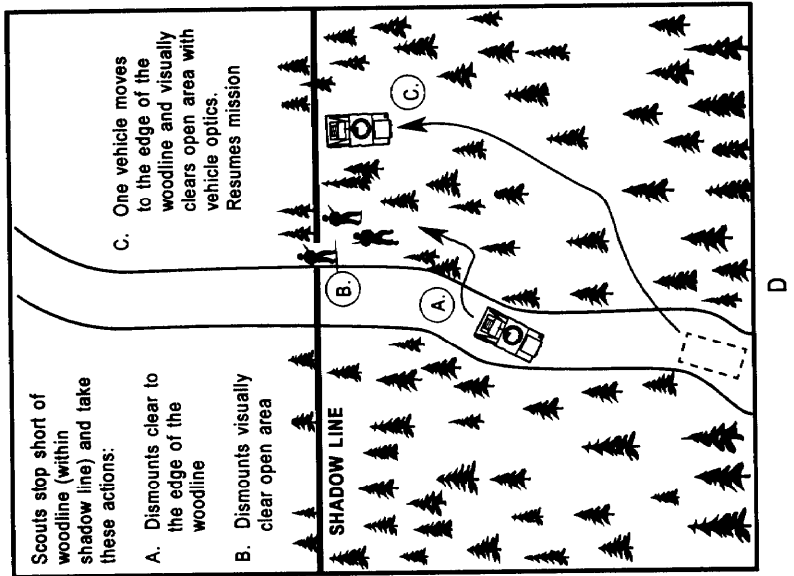 Scouts stop short of
woodline (within
shadow line) and take
these actions:
A. Dismounts clear to
the edge of the
woodline
B. Dismounts visually
clear open area
C. One vehicle moves
to the edge of the
woodline and visually
clears open area with
vehicle optics.
Resumes mission
SHADOW LINE
B.
A.
C.
D